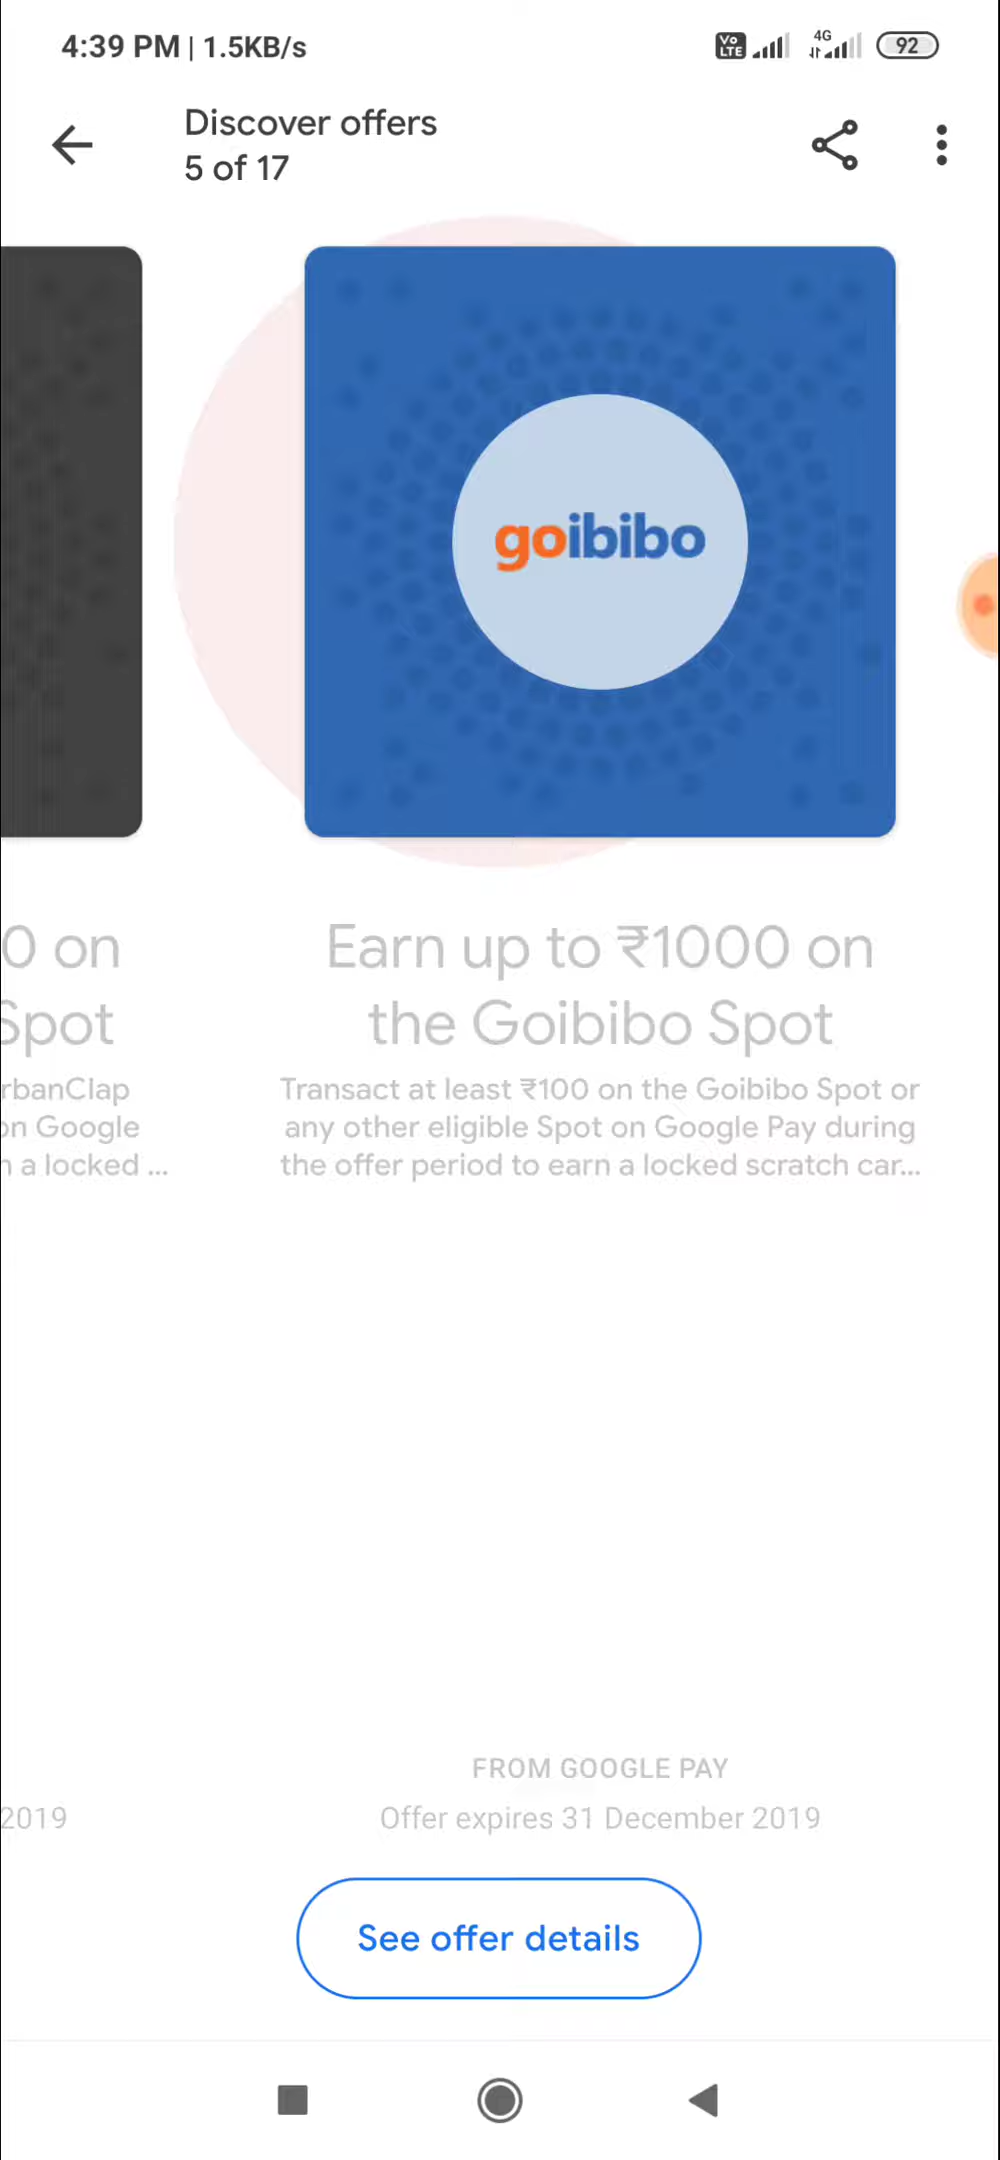 4:39 PM | 1.5KB/s
Vo LTE 4G 92
Discover offers
5 of 17
goibibo
0 on
Spot
rbanClap
on Google
a locked ...
Earn up to ₹1000 on
the Goibibo Spot
Transact at least ₹100 on the Goibibo Spot or
any other eligible Spot on Google Pay during
the offer period to earn a locked scratch car...
FROM GOOGLE PAY
2019
Offer expires 31 December 2019
See offer details